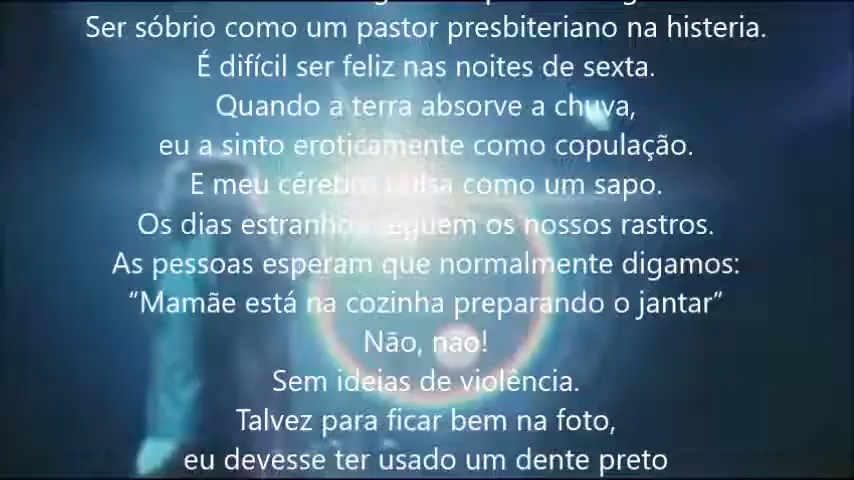 Ser sóbrio como um pastor presbiteriano na histeria.
É difícil ser feliz nas noites de sexta.
Quando a terra absorve a chuva,
eu a sinto eroticamente como copulação.
E meu cérebro pulsa como um sapo.
Os dias estranhos seguem os nossos rastros.
As pessoas esperam que normalmente digamos:
“Mamãe está na cozinha preparando o jantar”
Não, não!
Sem ideias de violência.
Talvez para ficar bem na foto,
eu devesse ter usado um dente preto